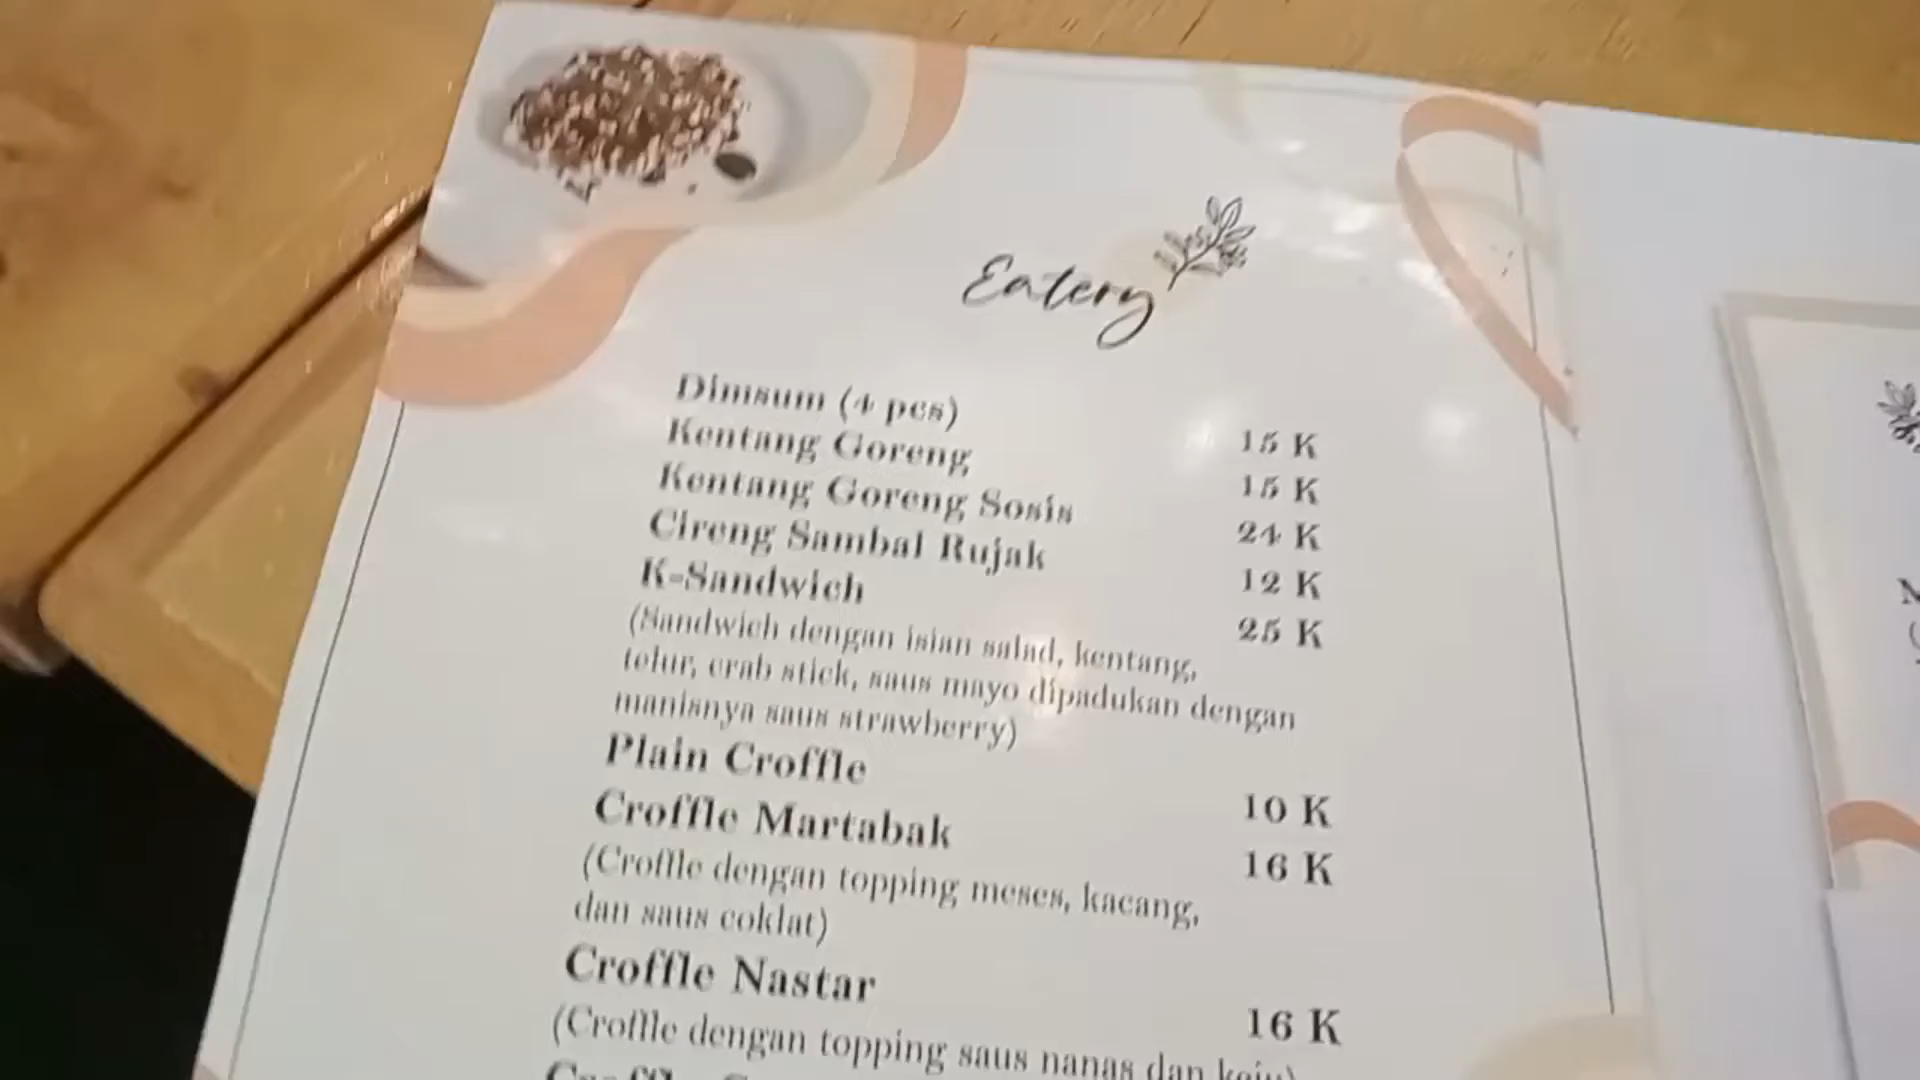 Eatery
Dimsum (4 pcs) 15 K
Kentang Goreng 15 K
Kentang Goreng Sosis 24 K
Cireng Sambal Rujak 12 K
K-Sandwich 25 K
(Sandwich dengan isian salad, kentang,
telur, crab stick, saus mayo dipadukan dengan
manisnya saus strawberry)
Plain Croffle 10 K
Croffle Martabak 16 K
(Croffle dengan topping meses, kacang,
dan saus coklat)
Croffle Nastar 16 K
(Croffle dengan topping saus nanas dan keju)